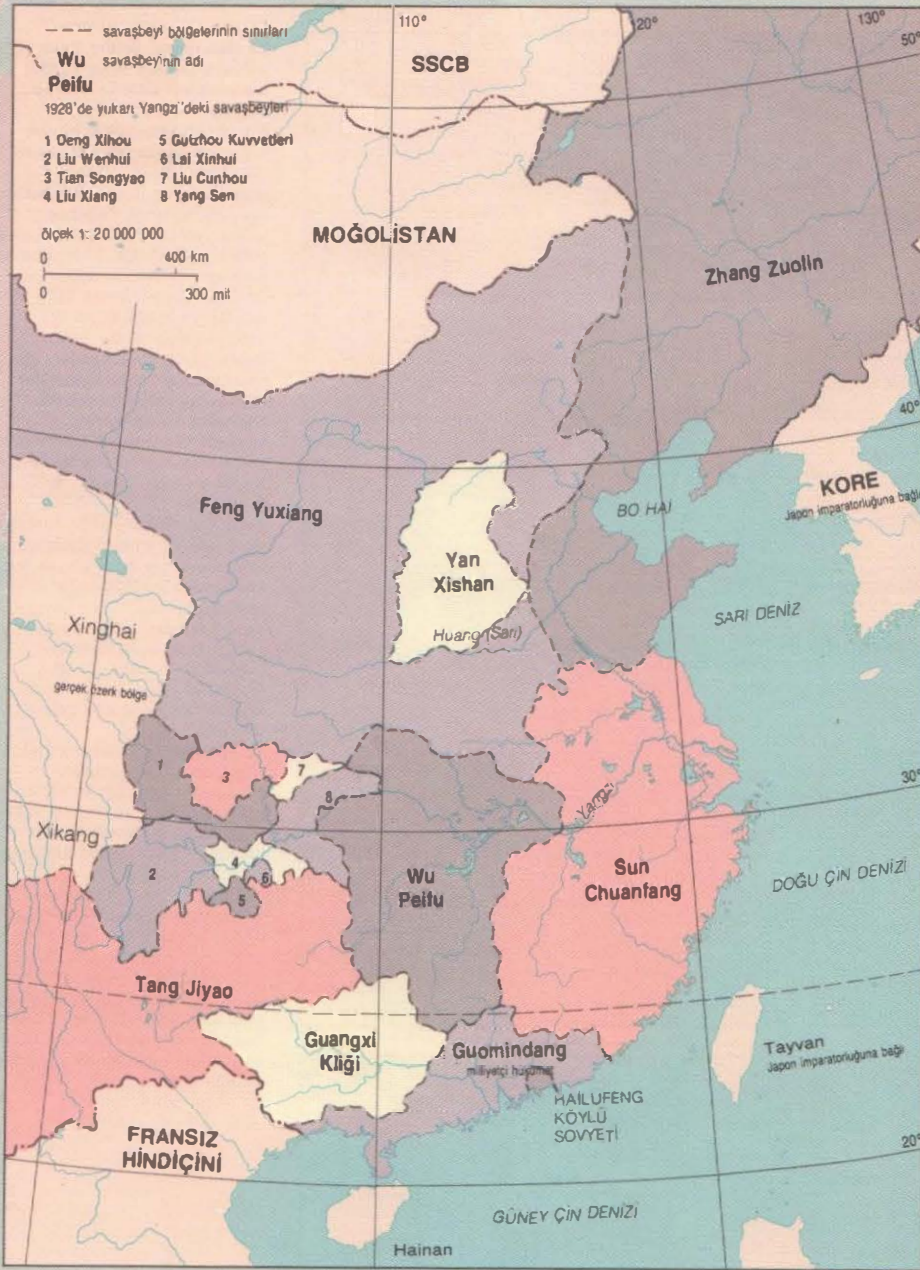 savaşbeyi bölgelerinin sınırları
Wu
Peifu
savaşbeyinin adı
1928'de yukarı Yangzi'deki savaşbeyleri
1 Deng Xihou
2 Liu Wenhui
3 Tian Songyao
4 Liu Xiang
5 Guizhou Kuvvetleri
6 Lai Xinhui
7 Liu Cunhou
8 Yang Sen
ölçek 1: 20 000 000
0 400 km
0 300 mil
110°
120°
130°
50°
SSCB
MOĞOLİSTAN
Zhang Zuolin
40°
KORE
Japon imparatorluğuna bağlı
BO HAI
Feng Yuxiang
Yan
Xishan
Huang (Sarı)
SARI DENİZ
Xinghai
gerçek özerk bölge
1
3
7
8
30°
Yangzi
Xikang
2
4
6
5
Wu
Peifu
Sun
Chuanfang
DOĞU ÇİN DENİZİ
Tang Jiyao
Guangxi
Kliği
Guomindang
milliyetçi hükümet
Tayvan
Japon imparatorluğuna bağlı
HAILUFENG
KÖYLÜ
SOVYETİ
FRANSIZ
HİNDİÇİNİ
20°
GÜNEY ÇİN DENİZİ
Hainan